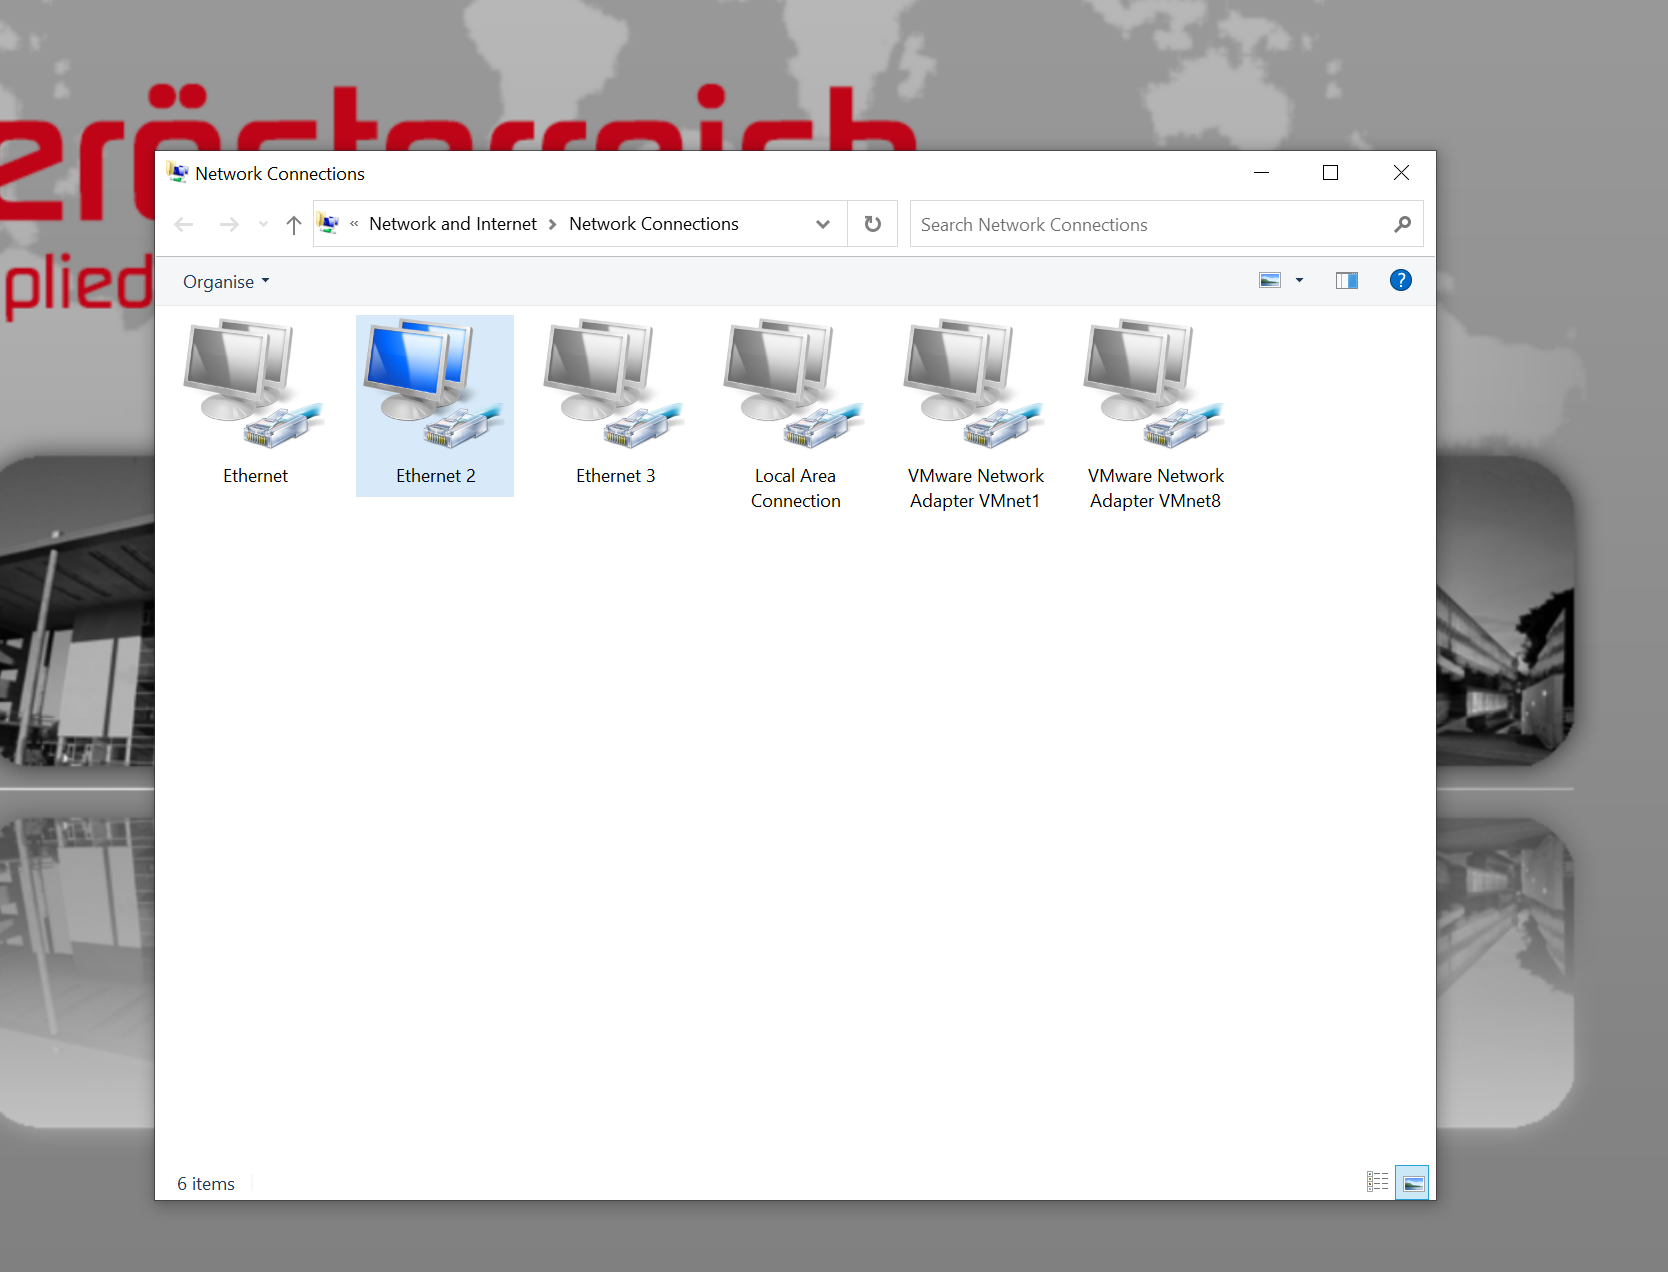 Network Connections
« Network and Internet > Network Connections
Search Network Connections
plied
Organise
?
Ethernet
Ethernet 2
Ethernet 3
Local Area
Connection
VMware Network
Adapter VMnet1
VMware Network
Adapter VMnet8
6 items